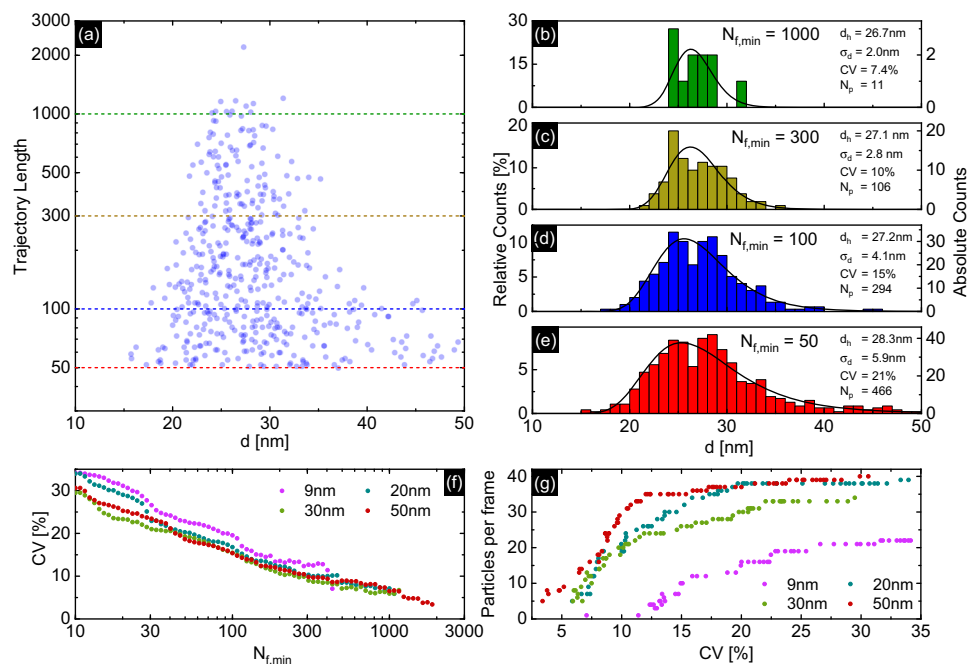 (a)
Trajectory Length
3000
2000
1000
500
300
200
100
50
10 20 30 40 50
d [nm]
(b)
N_f,min = 1000
d_h = 26.7nm
σ_d = 2.0nm
CV = 7.4%
N_p = 11
30
15
0
2
0
(c)
N_f,min = 300
d_h = 27.1 nm
σ_d = 2.8 nm
CV = 10%
N_p = 106
20
10
0
20
10
0
(d)
N_f,min = 100
d_h = 27.2nm
σ_d = 4.1nm
CV = 15%
N_p = 294
10
5
0
30
20
10
0
(e)
N_f,min = 50
d_h = 28.3nm
σ_d = 5.9nm
CV = 21%
N_p = 466
5
0
40
20
0
Relative Counts [%]
Absolute Counts
10 20 30 40 50
d [nm]
(f)
CV [%]
30
20
10
0
9nm 20nm
30nm 50nm
10 30 100 300 1000 3000
N_f,min
(g)
Particles per frame
40
30
20
10
0
9nm 20nm
30nm 50nm
5 10 15 20 25 30 35
CV [%]